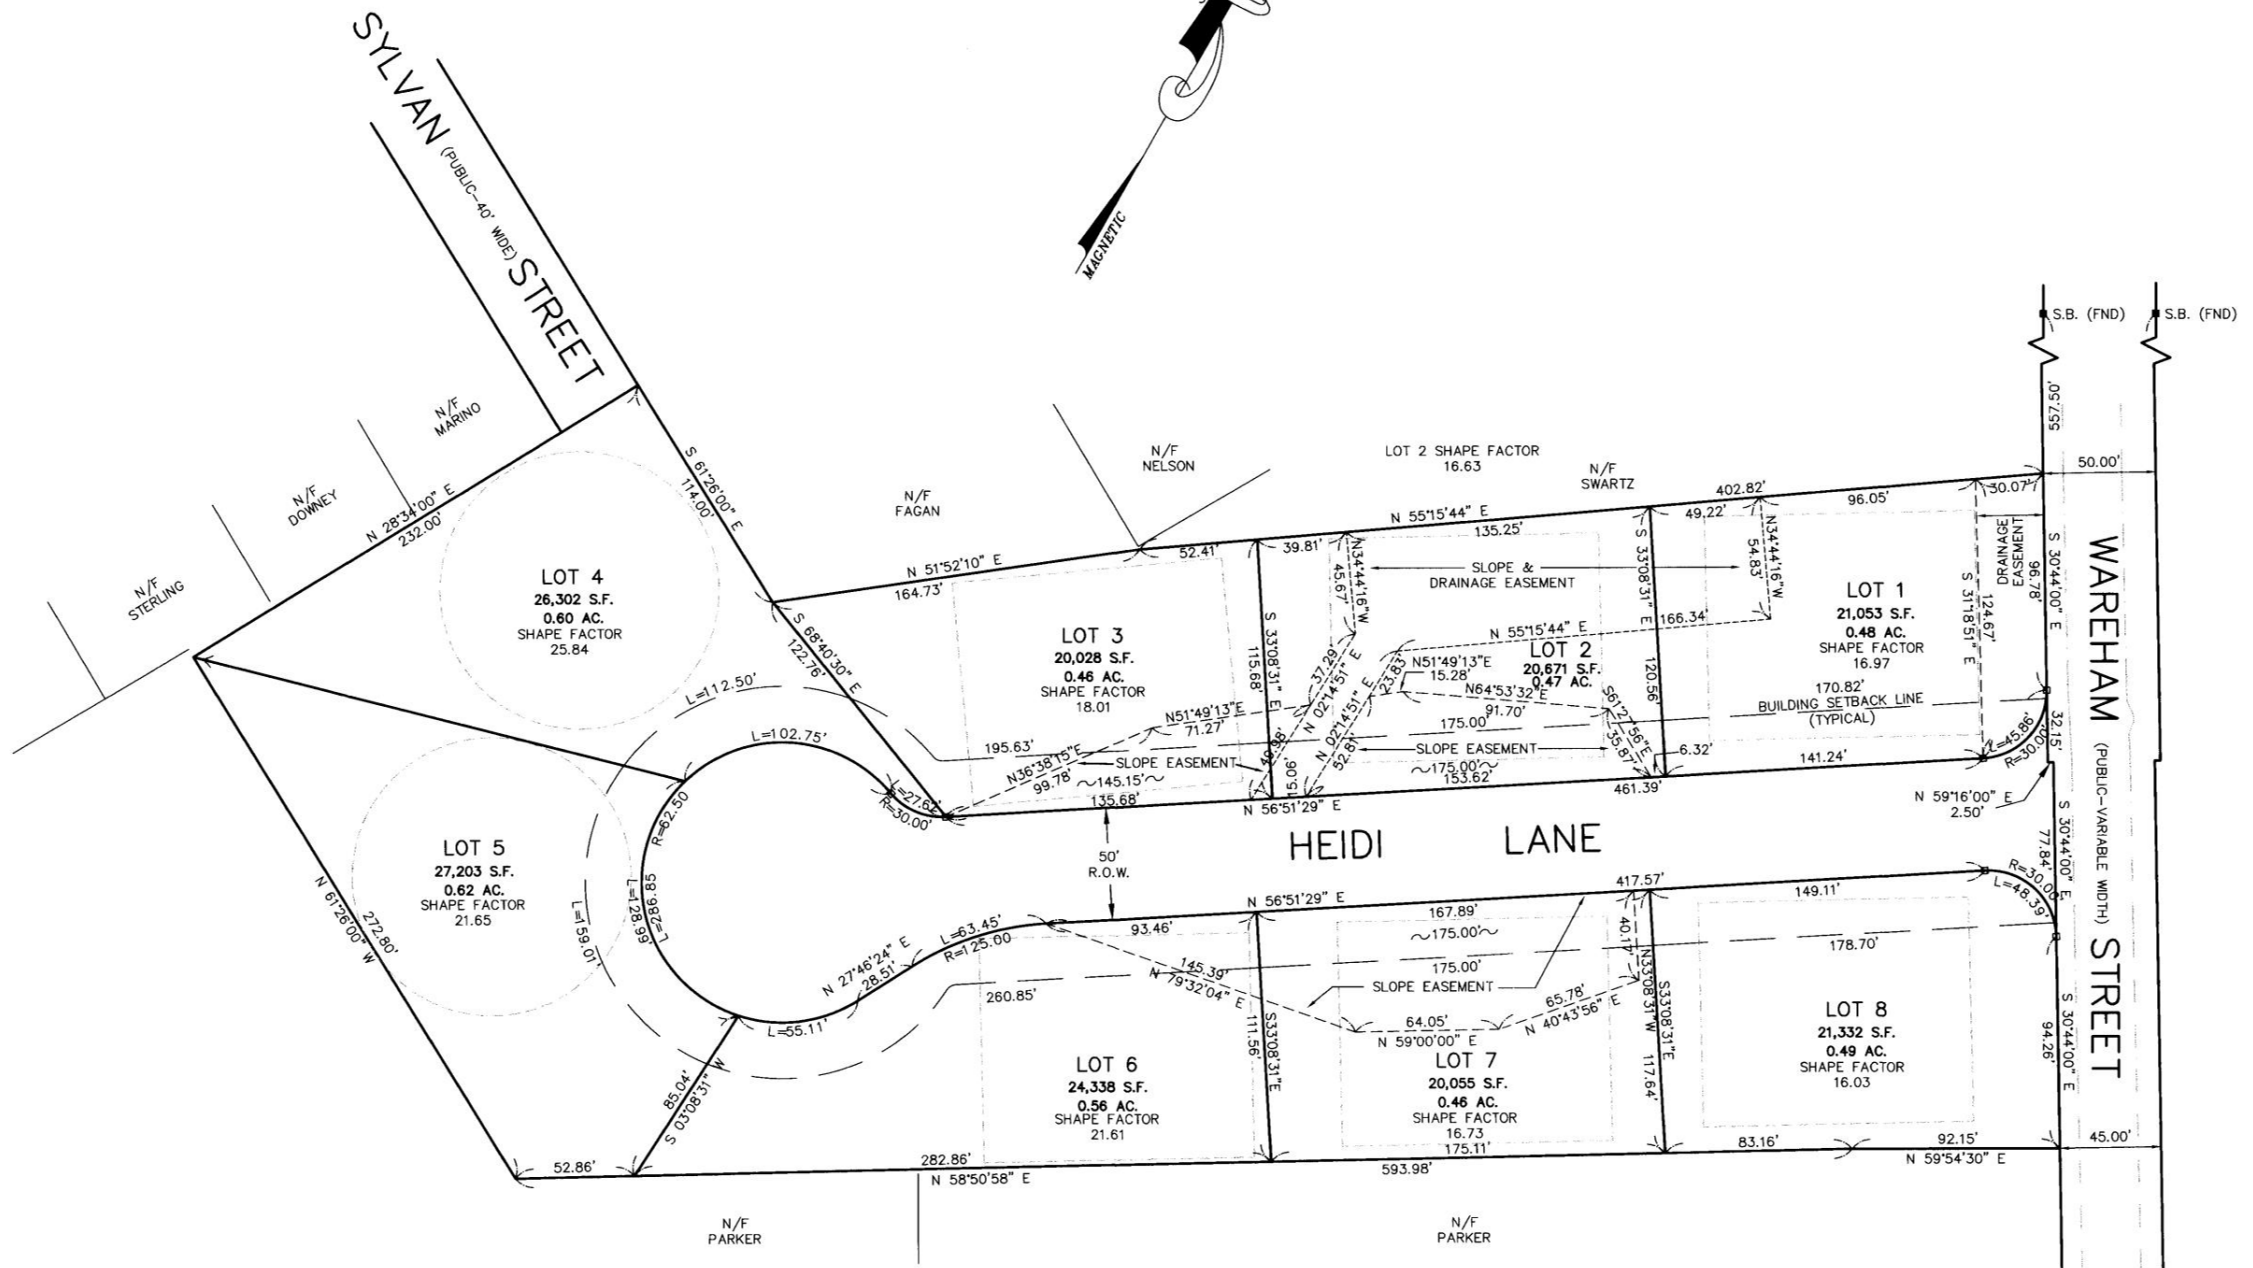 SYLVAN (PUBLIC-40' WIDE) STREET
MAGNETIC
S.B. (FND)
S.B. (FND)
557.50'
50.00'
N/F
MARINO
N/F
DOWNEY
N/F
STERLING
N 28°34'00" E
232.00'
S 61°26'00" E
114.00'
N/F
FAGAN
N/F
NELSON
LOT 2 SHAPE FACTOR
16.63
N/F
SWARTZ
N 51°52'10" E
164.73'
52.41'
39.81'
N 55°15'44" E
135.25'
402.82'
49.22'
96.05'
30.07'
LOT 4
26,302 S.F.
0.60 AC.
SHAPE FACTOR
25.84
S 68°40'30" E
122.76'
LOT 3
20,028 S.F.
0.46 AC.
SHAPE FACTOR
18.01
S 33°08'31" E
115.68'
N34°44'16"W
45.67'
SLOPE &
DRAINAGE EASEMENT
S 33°08'31" E
120.56'
N34°44'16"W
54.83'
N 55°15'44" E
166.34'
LOT 1
21,053 S.F.
0.48 AC.
SHAPE FACTOR
16.97
S 31°18'51" E
124.67'
DRAINAGE
EASEMENT
96.78'
S 30°44'00" E
WAREHAM (PUBLIC-VARIABLE WIDTH) STREET
LOT 2
20,671 S.F.
0.47 AC.
N51°49'13"E
15.28'
N64°53'32"E
91.70'
S61°27'56"E
35.87'
37.29'
N 02°14'51" E
49.98'
23.83'
N 02°14'51" E
52.81'
15.06'
N51°49'13"E
71.27'
N36°38'15"E
99.78'
195.63'
SLOPE EASEMENT
~145.15'~
135.68'
175.00'
SLOPE EASEMENT
~175.00'~
153.62'
6.32'
170.82'
BUILDING SETBACK LINE
(TYPICAL)
141.24'
L=45.86'
R=30.00'
32.15'
N 56°51'29" E
461.39'
N 59°16'00" E
2.50'
L=112.50'
L=102.75'
L=27.62'
R=30.00'
R=62.50
L=286.85
L=128.99'
L=159.01'
LOT 5
27,203 S.F.
0.62 AC.
SHAPE FACTOR
21.65
N 61°26'00" W
272.80'
50'
R.O.W.
HEIDI LANE
S 30°44'00" E
77.84'
R=30.00'
L=48.39'
N 56°51'29" E
417.57'
93.46'
167.89'
149.11'
~175.00'~
178.70'
L=63.45'
R=125.00
N 27°46'24" E
28.51'
L=55.11'
260.85'
145.39'
N 79°32'04" E
175.00'
SLOPE EASEMENT
40.17'
N33°08'31"W
65.78'
N 40°43'56" E
64.05'
N 59°00'00" E
S33°08'31"E
111.56'
S33°08'31"E
117.64'
LOT 8
21,332 S.F.
0.49 AC.
SHAPE FACTOR
16.03
S 30°44'00" E
94.26'
LOT 6
24,338 S.F.
0.56 AC.
SHAPE FACTOR
21.61
LOT 7
20,055 S.F.
0.46 AC.
SHAPE FACTOR
16.73
175.11'
85.04'
S 03°08'31" W
52.86'
282.86'
N 58°50'58" E
593.98'
83.16'
92.15'
N 59°54'30" E
45.00'
N/F
PARKER
N/F
PARKER